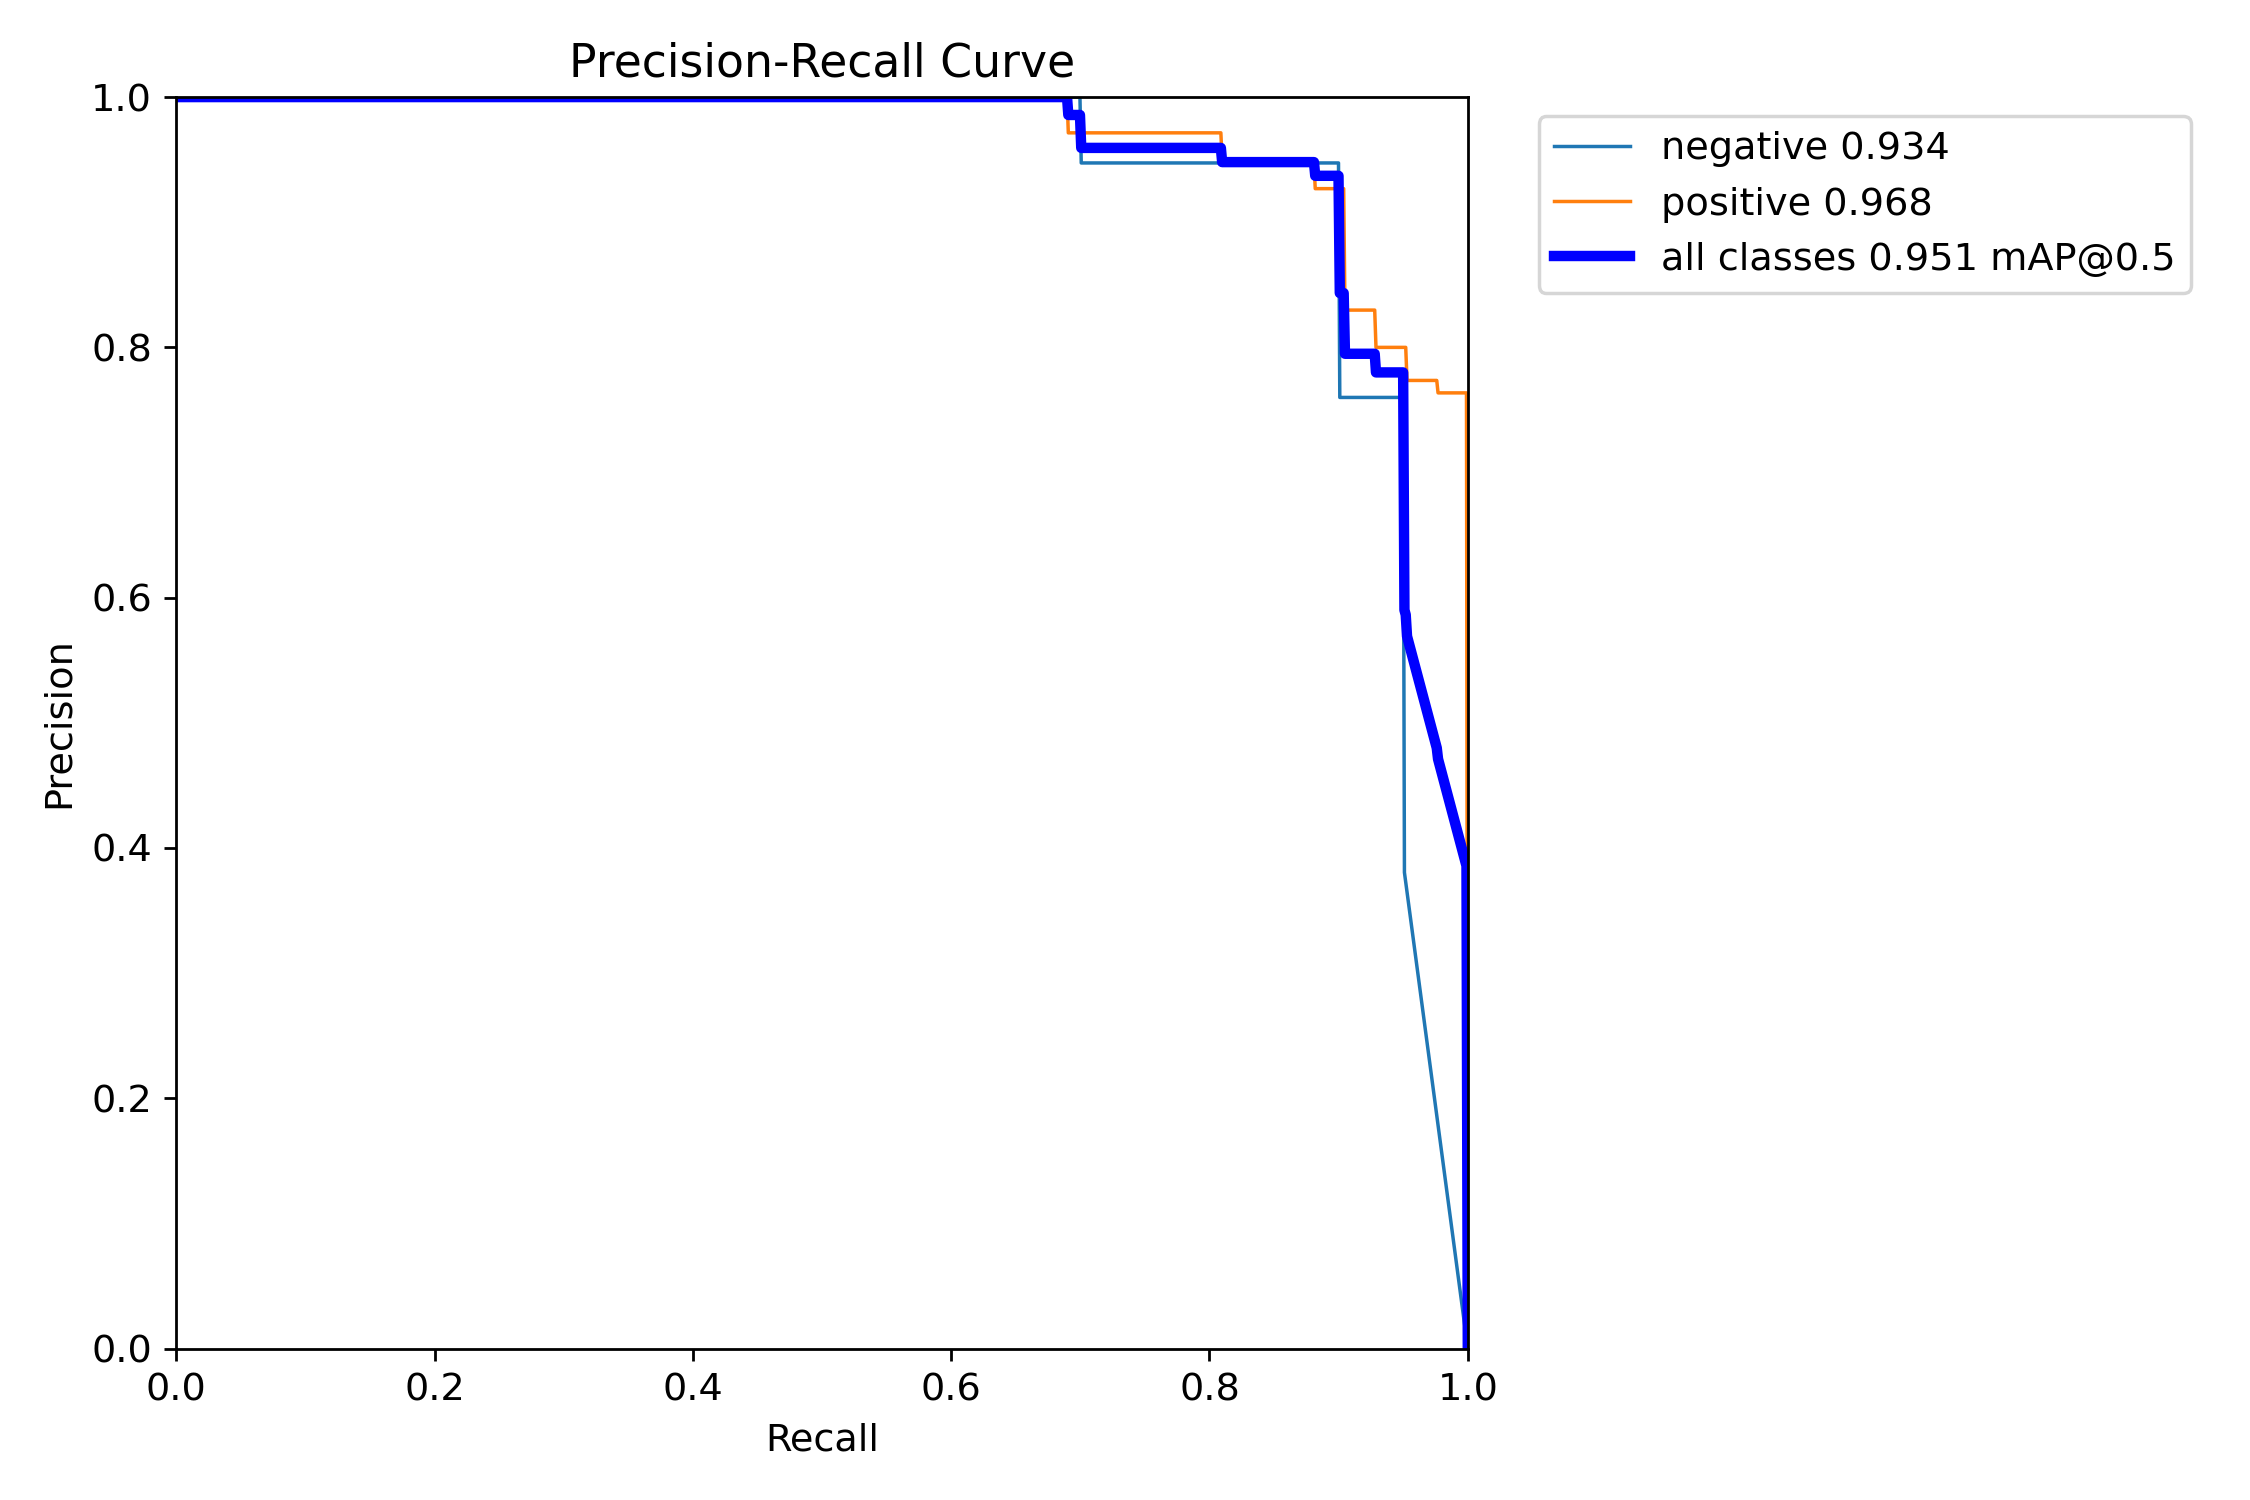 Precision-Recall Curve
1.0
0.8
0.6
0.4
0.2
0.0
Precision
0.0 0.2 0.4 0.6 0.8 1.0
Recall
negative 0.934
positive 0.968
all classes 0.951 mAP@0.5